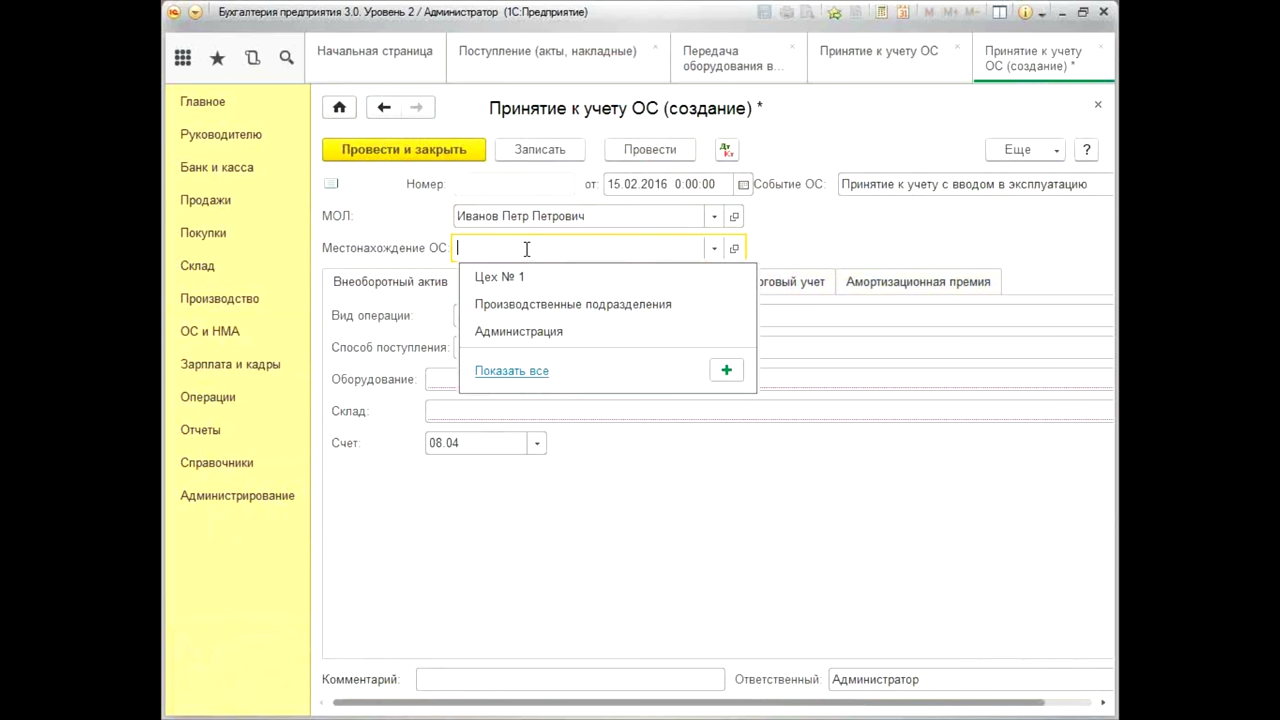 Бухгалтерия предприятия 3.0. Уровень 2 / Администратор (1С:Предприятие)
M M+ M-
Начальная страница
Поступление (акты, накладные)
Передача оборудования в...
Принятие к учету ОС
Принятие к учету ОС (создание) *
Главное
Руководителю
Банк и касса
Продажи
Покупки
Склад
Производство
ОС и НМА
Зарплата и кадры
Операции
Отчеты
Справочники
Администрирование
Принятие к учету ОС (создание) *
Провести и закрыть
Записать
Провести
Дт Кт
Еще
?
Номер:
от: 15.02.2016 0:00:00
Событие ОС: Принятие к учету с вводом в эксплуатацию
МОЛ: Иванов Петр Петрович
Местонахождение ОС:
Цех № 1
Производственные подразделения
Администрация
Показать все
Внеоборотный актив
говый учет
Амортизационная премия
Вид операции:
Способ поступления:
Оборудование:
Склад:
Счет: 08.04
Комментарий:
Ответственный: Администратор